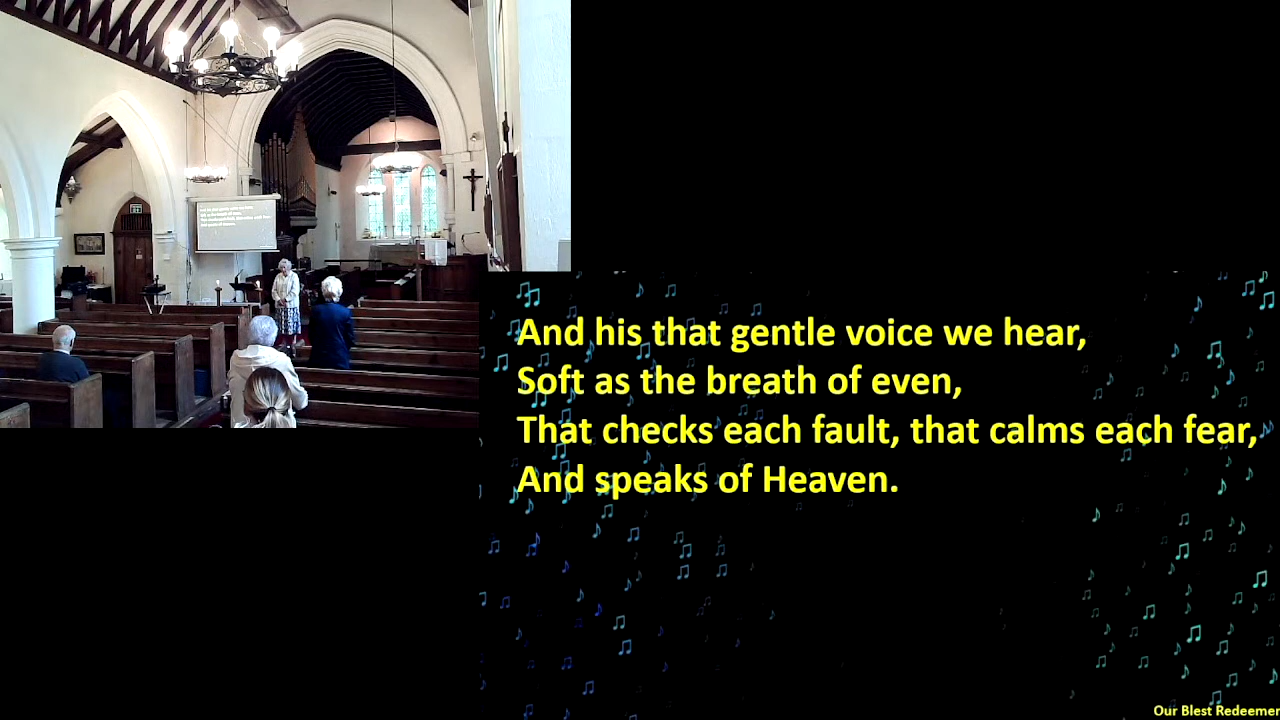 And his that gentle voice we hear,
Soft as the breath of even,
That checks each fault, that calms each fear,
And speaks of Heaven.
Our Blest Redeemer